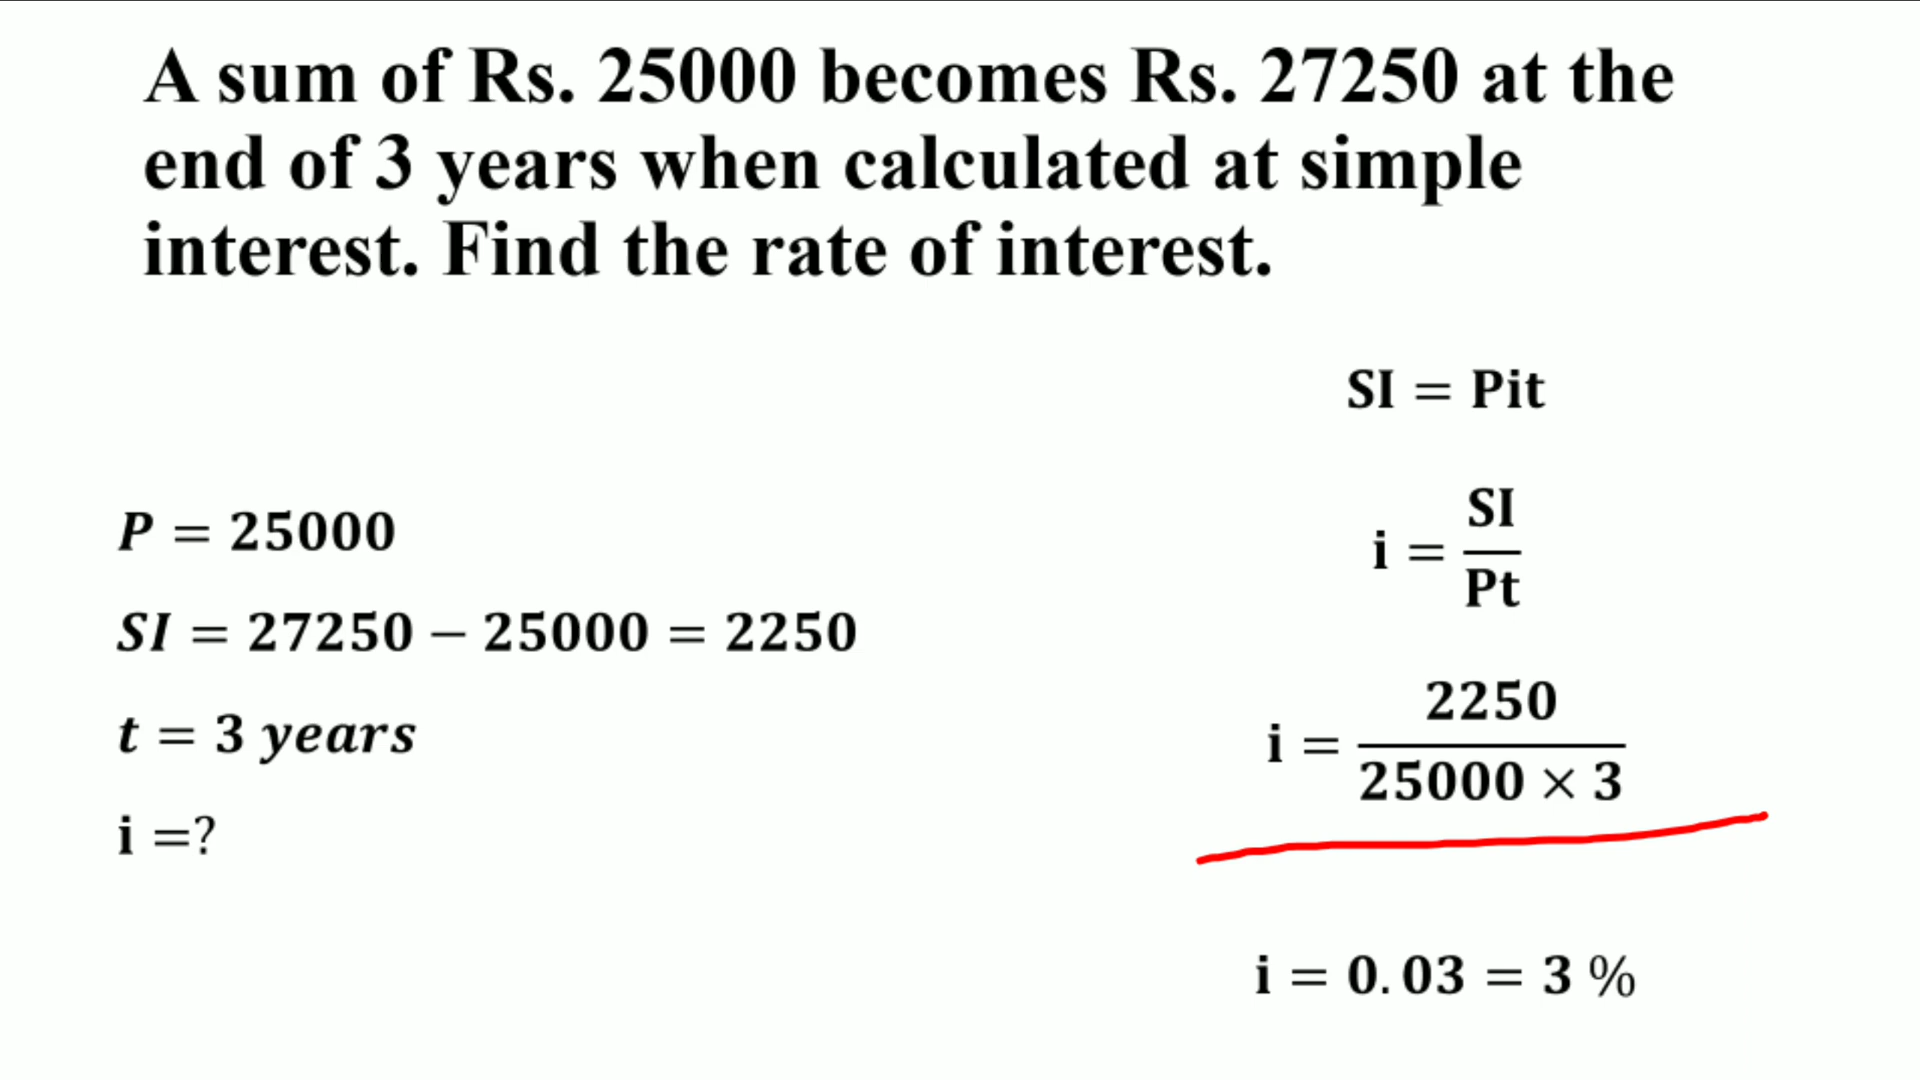 A sum of Rs. 25000 becomes Rs. 27250 at the
end of 3 years when calculated at simple
interest. Find the rate of interest.
P = 25000
SI = 27250 − 25000 = 2250
t = 3 years
i =?
SI = Pit
i = SI/Pt
i = 2250/(25000 × 3)
i = 0.03 = 3 %